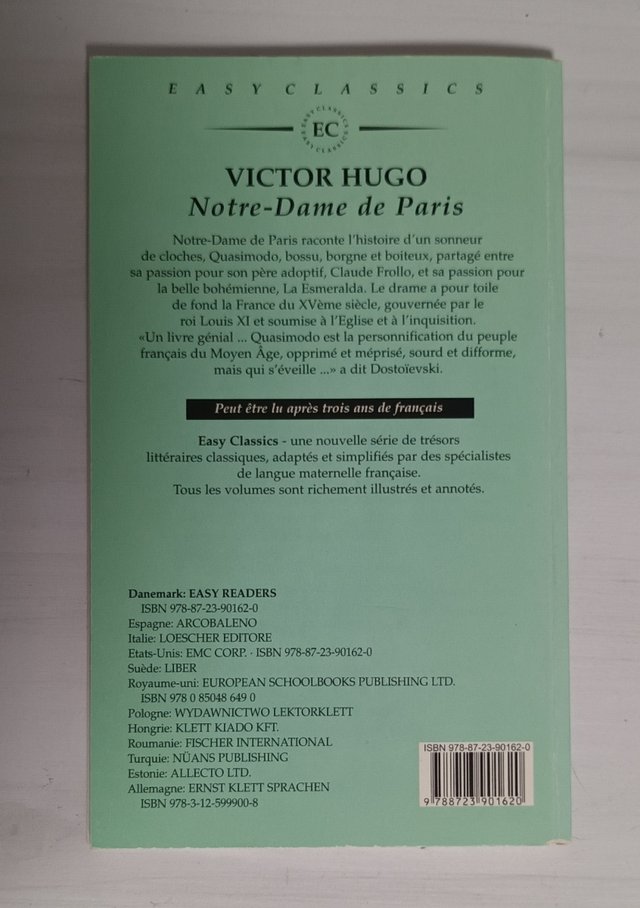 EASY CLASSICS
EASY CLASSICS
EC
EASY CLASSICS
VICTOR HUGO
Notre-Dame de Paris
Notre-Dame de Paris raconte l'histoire d'un sonneur
de cloches, Quasimodo, bossu, borgne et boiteux, partagé entre
sa passion pour son père adoptif, Claude Frollo, et sa passion pour
la belle bohémienne, La Esmeralda. Le drame a pour toile
de fond la France du XVème siècle, gouvernée par le
roi Louis XI et soumise à l'Eglise et à l'inquisition.
«Un livre génial ... Quasimodo est la personnification du peuple
français du Moyen Âge, opprimé et méprisé, sourd et difforme,
mais qui s'éveille ...» a dit Dostoïevski.
Peut être lu après trois ans de français
Easy Classics - une nouvelle série de trésors
littéraires classiques, adaptés et simplifiés par des spécialistes
de langue maternelle française.
Tous les volumes sont richement illustrés et annotés.
Danemark: EASY READERS
ISBN 978-87-23-90162-0
Espagne: ARCOBALENO
Italie: LOESCHER EDITORE
Etats-Unis: EMC CORP. · ISBN 978-87-23-90162-0
Suède: LIBER
Royaume-uni: EUROPEAN SCHOOLBOOKS PUBLISHING LTD.
ISBN 978 0 85048 649 0
Pologne: WYDAWNICTWO LEKTORKLETT
Hongrie: KLETT KIADO KFT.
Roumanie: FISCHER INTERNATIONAL
Turquie: NÜANS PUBLISHING
Estonie: ALLECTO LTD.
Allemagne: ERNST KLETT SPRACHEN
ISBN 978-3-12-599900-8
ISBN 978-87-23-90162-0
9 788723 901620